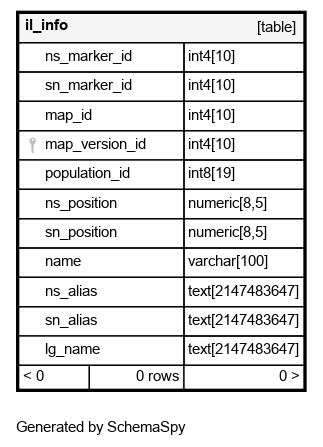 il_info [table]
ns_marker_id int4[10]
sn_marker_id int4[10]
map_id int4[10]
map_version_id int4[10]
population_id int8[19]
ns_position numeric[8,5]
sn_position numeric[8,5]
name varchar[100]
ns_alias text[2147483647]
sn_alias text[2147483647]
lg_name text[2147483647]
< 0 0 rows 0 >
Generated by SchemaSpy